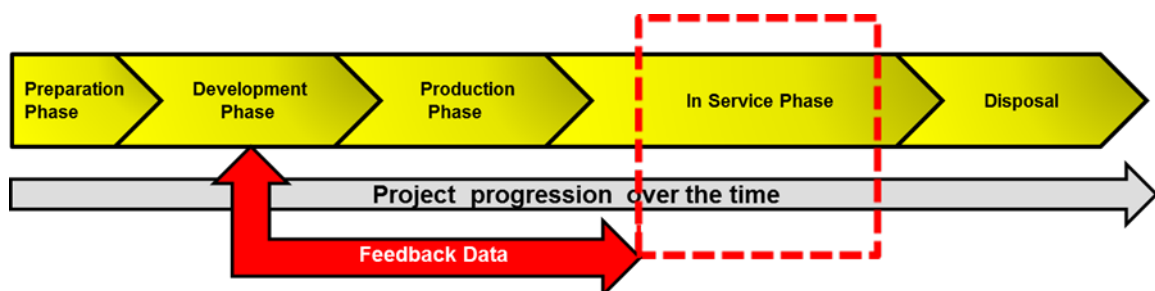 Preparation
Phase
Development
Phase
Production
Phase
In Service Phase
Disposal
Project progression over the time
Feedback Data